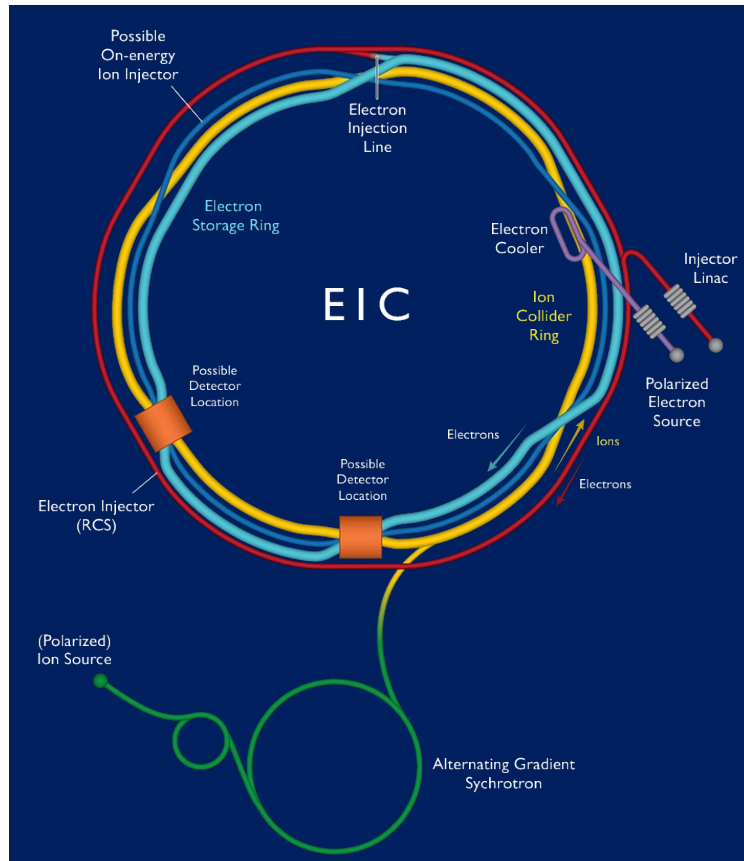 Possible
On-energy
Ion Injector
Electron
Injection
Line
Electron
Storage Ring
Electron
Cooler
Injector
Linac
EIC
Ion
Collider
Ring
Possible
Detector
Location
Polarized
Electron
Source
Electrons
Ions
Possible
Detector
Location
Electrons
Electron Injector
(RCS)
(Polarized)
Ion Source
Alternating Gradient
Sychrotron